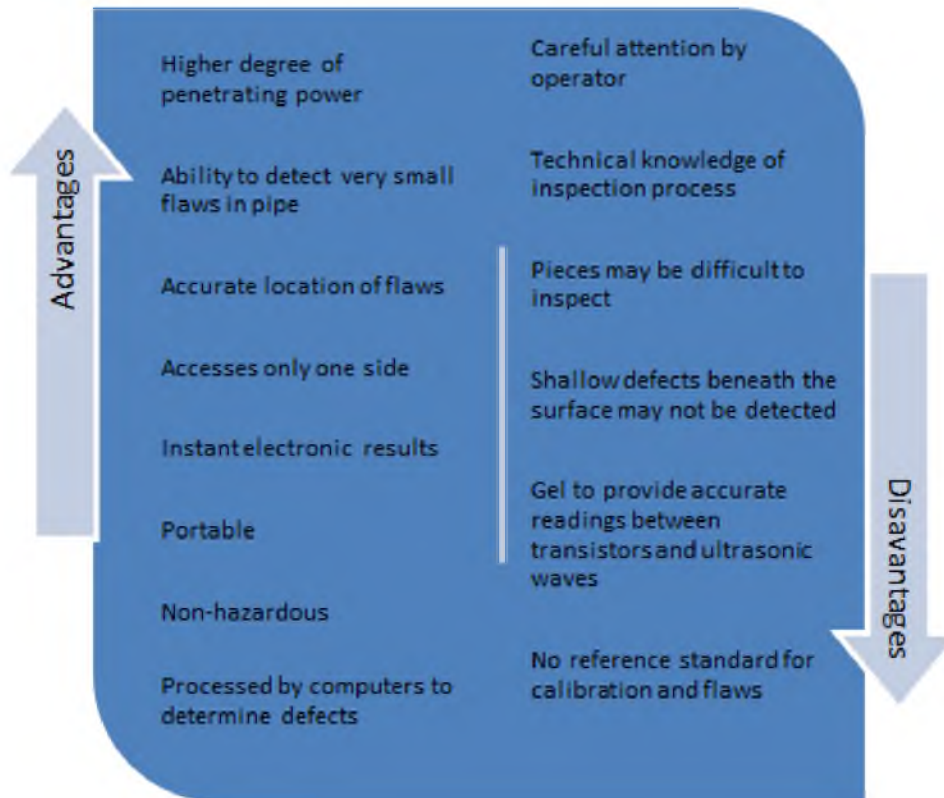 Advantages
Higher degree of
penetrating power
Ability to detect very small
flaws in pipe
Accurate location of flaws
Accesses only one side
Instant electronic results
Portable
Non-hazardous
Processed by computers to
determine defects
Careful attention by
operator
Technical knowledge of
inspection process
Pieces may be difficult to
inspect
Shallow defects beneath the
surface may not be detected
Gel to provide accurate
readings between
transistors and ultrasonic
waves
No reference standard for
calibration and flaws
Disavantages